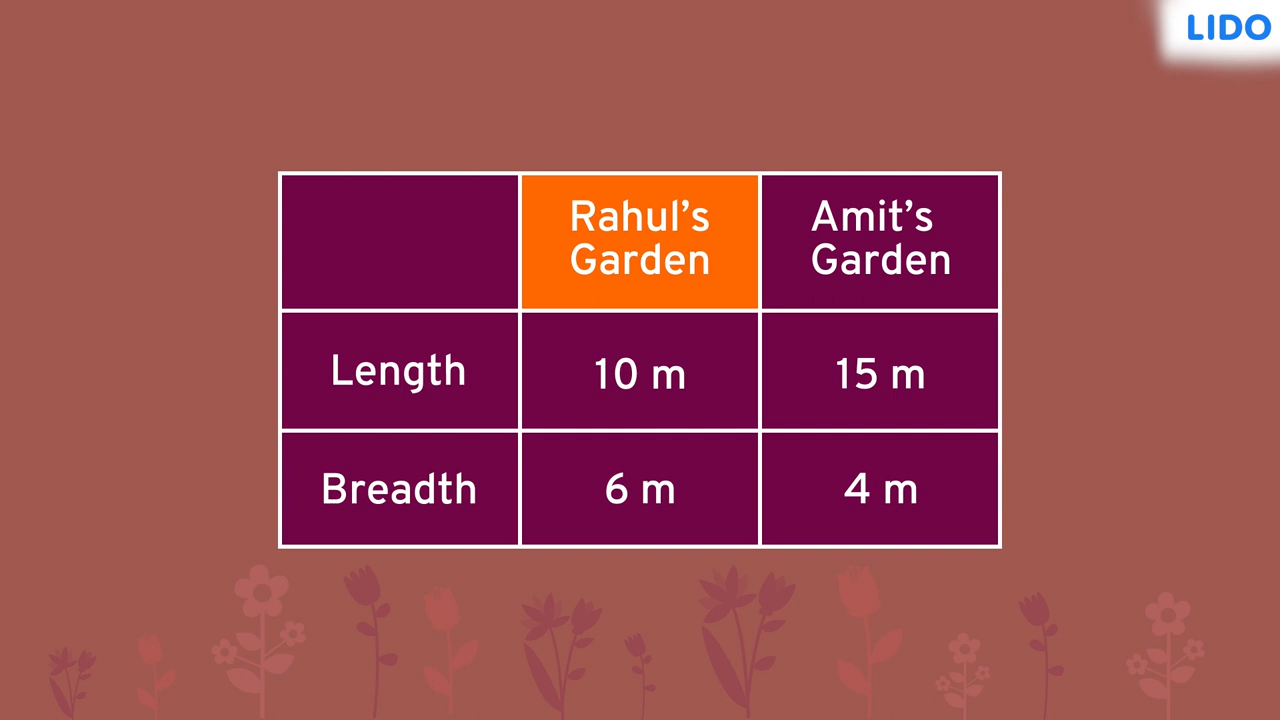 LIDO
Rahul's
Garden
Amit's
Garden
Length
10 m
15 m
Breadth
6 m
4 m